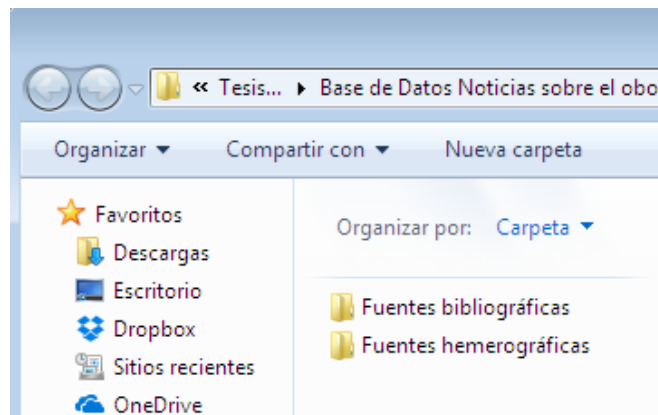 « Tesis... ▸ Base de Datos Noticias sobre el obo
Organizar ▾ Compartir con ▾ Nueva carpeta
Favoritos
Descargas
Escritorio
Dropbox
Sitios recientes
OneDrive
Organizar por: Carpeta ▾
Fuentes bibliográficas
Fuentes hemerográficas